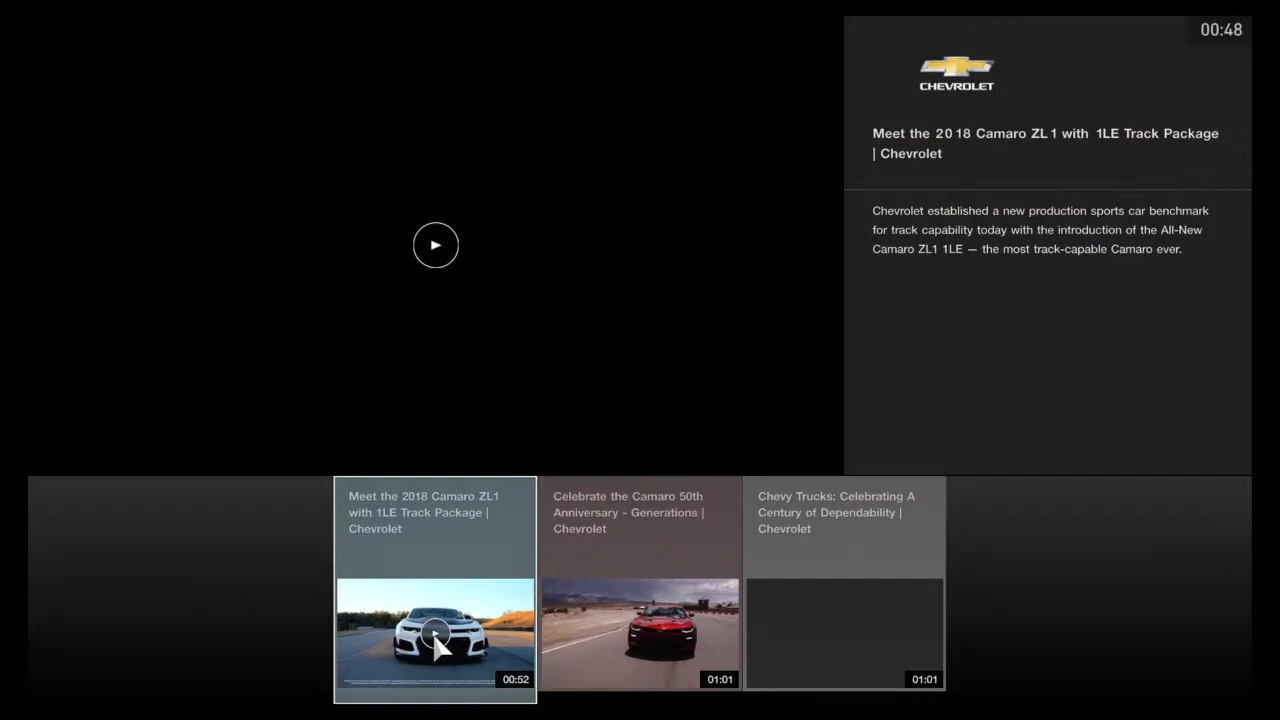 00:48
CHEVROLET
Meet the 2018 Camaro ZL1 with 1LE Track Package
| Chevrolet
Chevrolet established a new production sports car benchmark
for track capability today with the introduction of the All-New
Camaro ZL1 1LE — the most track-capable Camaro ever.
Meet the 2018 Camaro ZL1
with 1LE Track Package |
Chevrolet
00:52
Celebrate the Camaro 50th
Anniversary - Generations |
Chevrolet
01:01
Chevy Trucks: Celebrating A
Century of Dependability |
Chevrolet
01:01